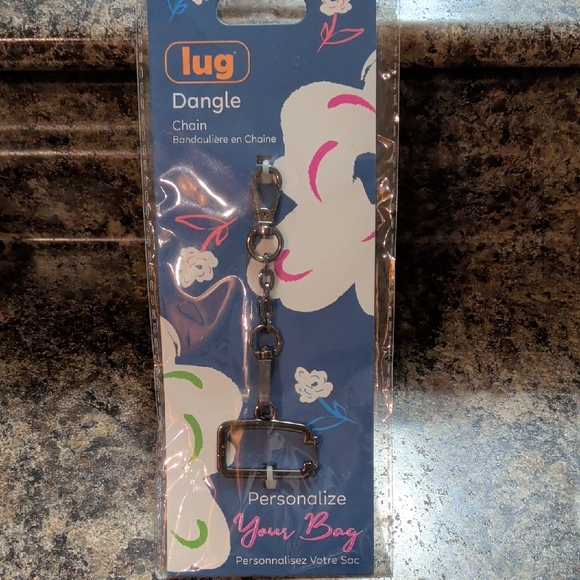 lug
Dangle
Chain
Bandoulière en Chaîne
Personalize
Your Bag
Personnalisez Votre Sac